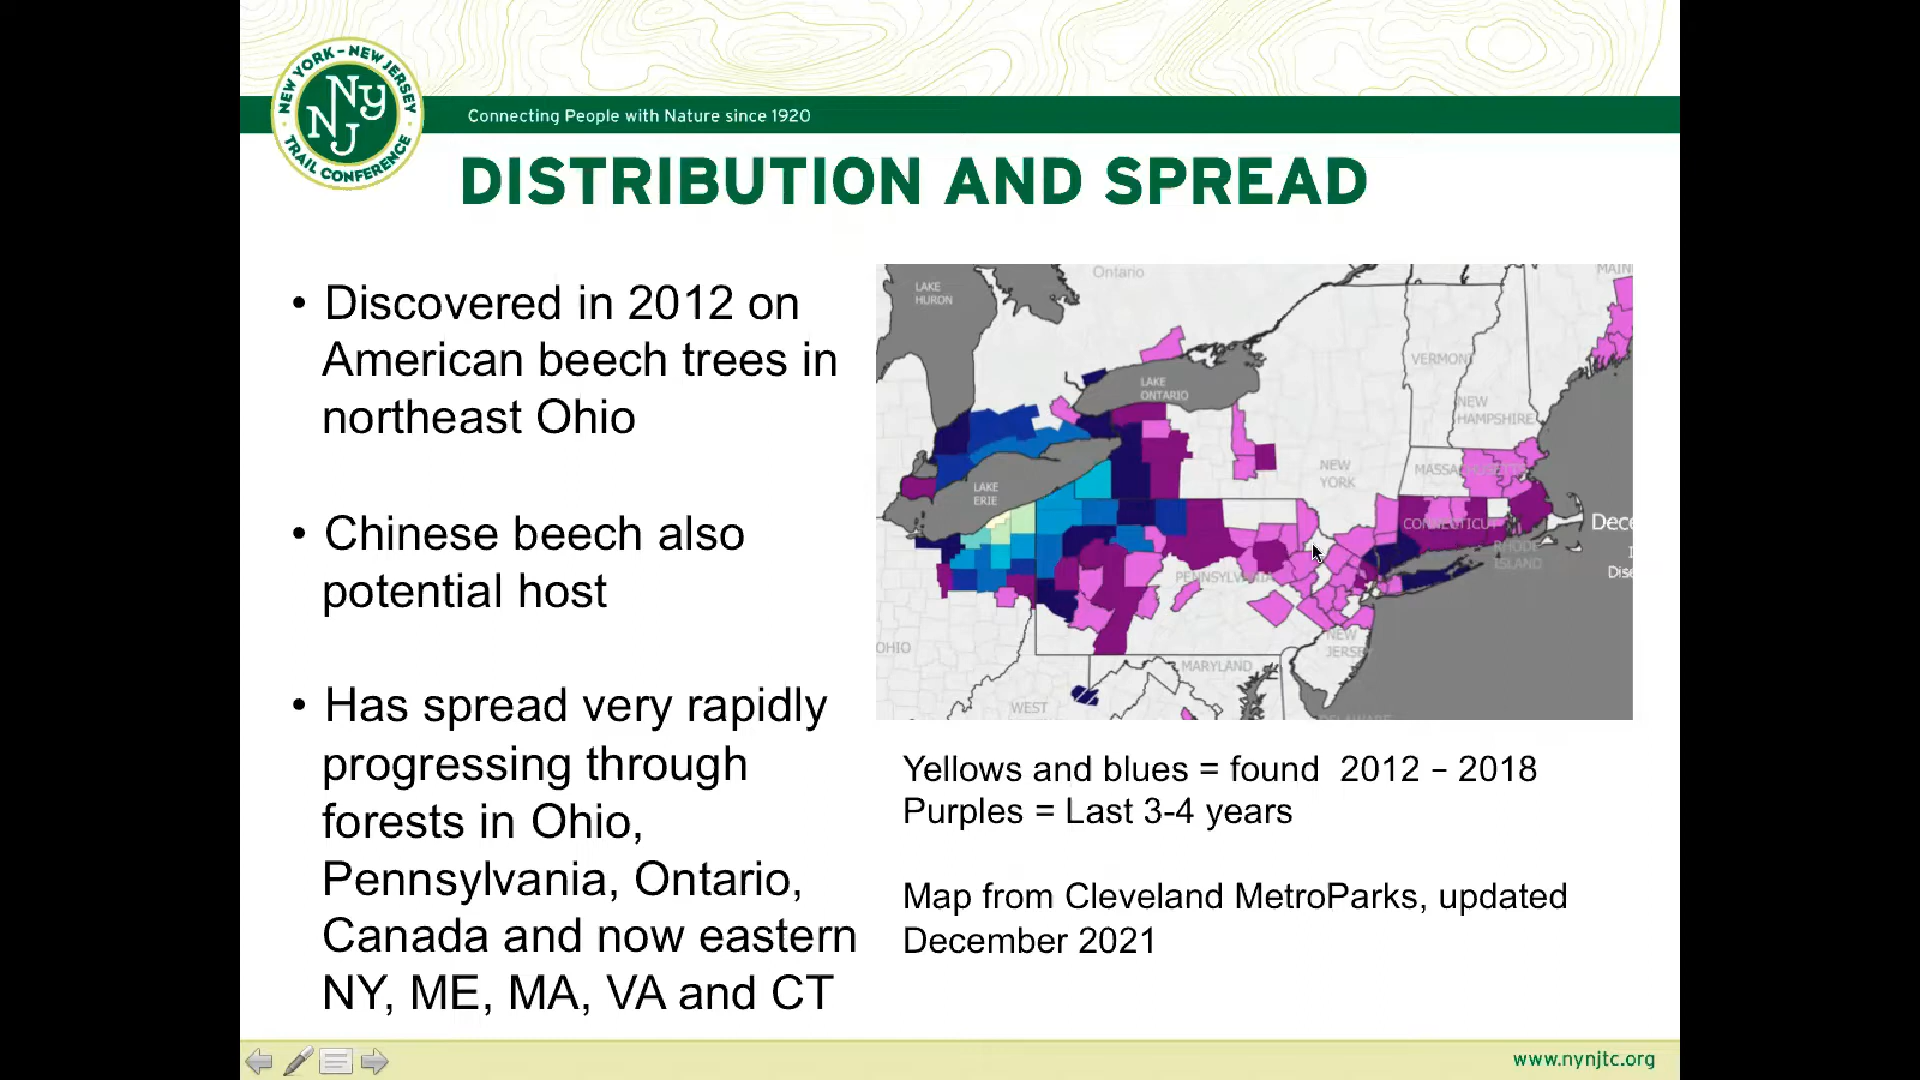 NEW YORK - NEW JERSEY
NY
NJ
TRAIL CONFERENCE
Connecting People with Nature since 1920
DISTRIBUTION AND SPREAD
• Discovered in 2012 on
American beech trees in
northeast Ohio
• Chinese beech also
potential host
• Has spread very rapidly
progressing through
forests in Ohio,
Pennsylvania, Ontario,
Canada and now eastern
NY, ME, MA, VA and CT
Ontario
MAIN
LAKE
HURON
LAKE
ONTARIO
VERMONT
NEW
HAMPSHIRE
LAKE
ERIE
NEW
YORK
MASSACHUSETTS
CONNECTICUT
Dece
RHODE
ISLAND
Dise
PENNSYLVANIA
OHIO
NEW
JERSEY
MARYLAND
WEST
DELAWARE
Yellows and blues = found 2012 – 2018
Purples = Last 3-4 years
Map from Cleveland MetroParks, updated
December 2021
www.nynjtc.org